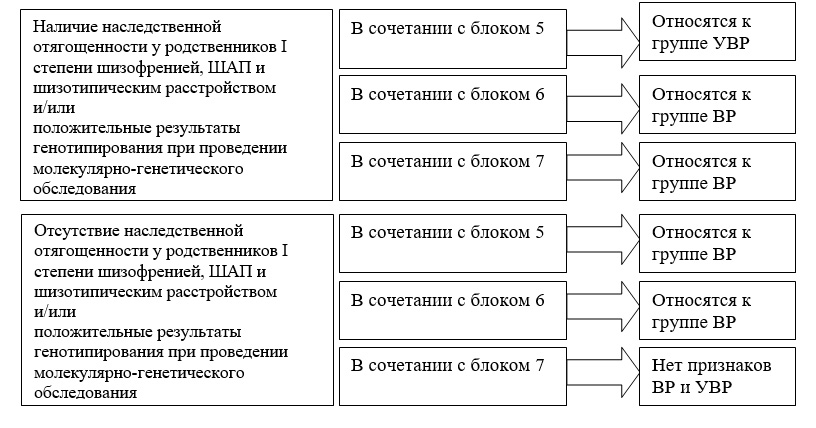 Наличие наследственной
отягощенности у родственников I
степени шизофренией, ШАП и
шизотипическим расстройством
и/или
положительные результаты
генотипирования при проведении
молекулярно-генетического
обследования
В сочетании с блоком 5
Относятся к
группе УВР
В сочетании с блоком 6
Относятся к
группе ВР
В сочетании с блоком 7
Относятся к
группе ВР
Отсутствие наследственной
отягощенности у родственников I
степени шизофренией, ШАП и
шизотипическим расстройством
и/или
положительные результаты
генотипирования при проведении
молекулярно-генетического
обследования
В сочетании с блоком 5
Относятся к
группе ВР
В сочетании с блоком 6
Относятся к
группе ВР
В сочетании с блоком 7
Нет признаков
ВР и УВР